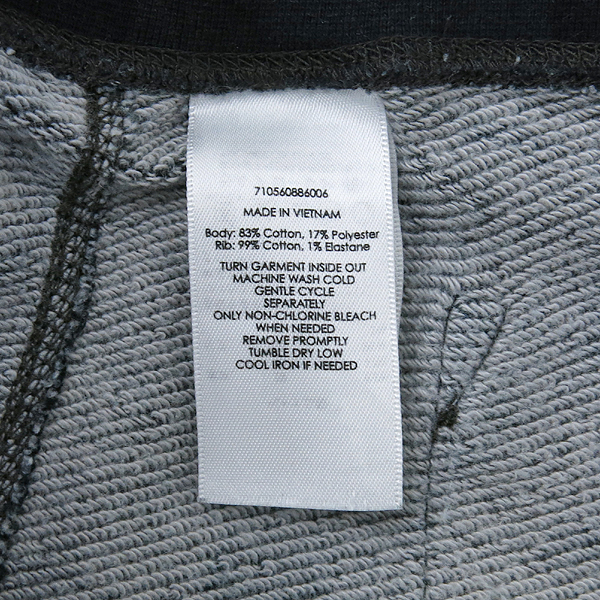 710560886006
MADE IN VIETNAM
Body: 83% Cotton, 17% Polyester
Rib: 99% Cotton, 1% Elastane
TURN GARMENT INSIDE OUT
MACHINE WASH COLD
GENTLE CYCLE
SEPARATELY
ONLY NON-CHLORINE BLEACH
WHEN NEEDED
REMOVE PROMPTLY
TUMBLE DRY LOW
COOL IRON IF NEEDED